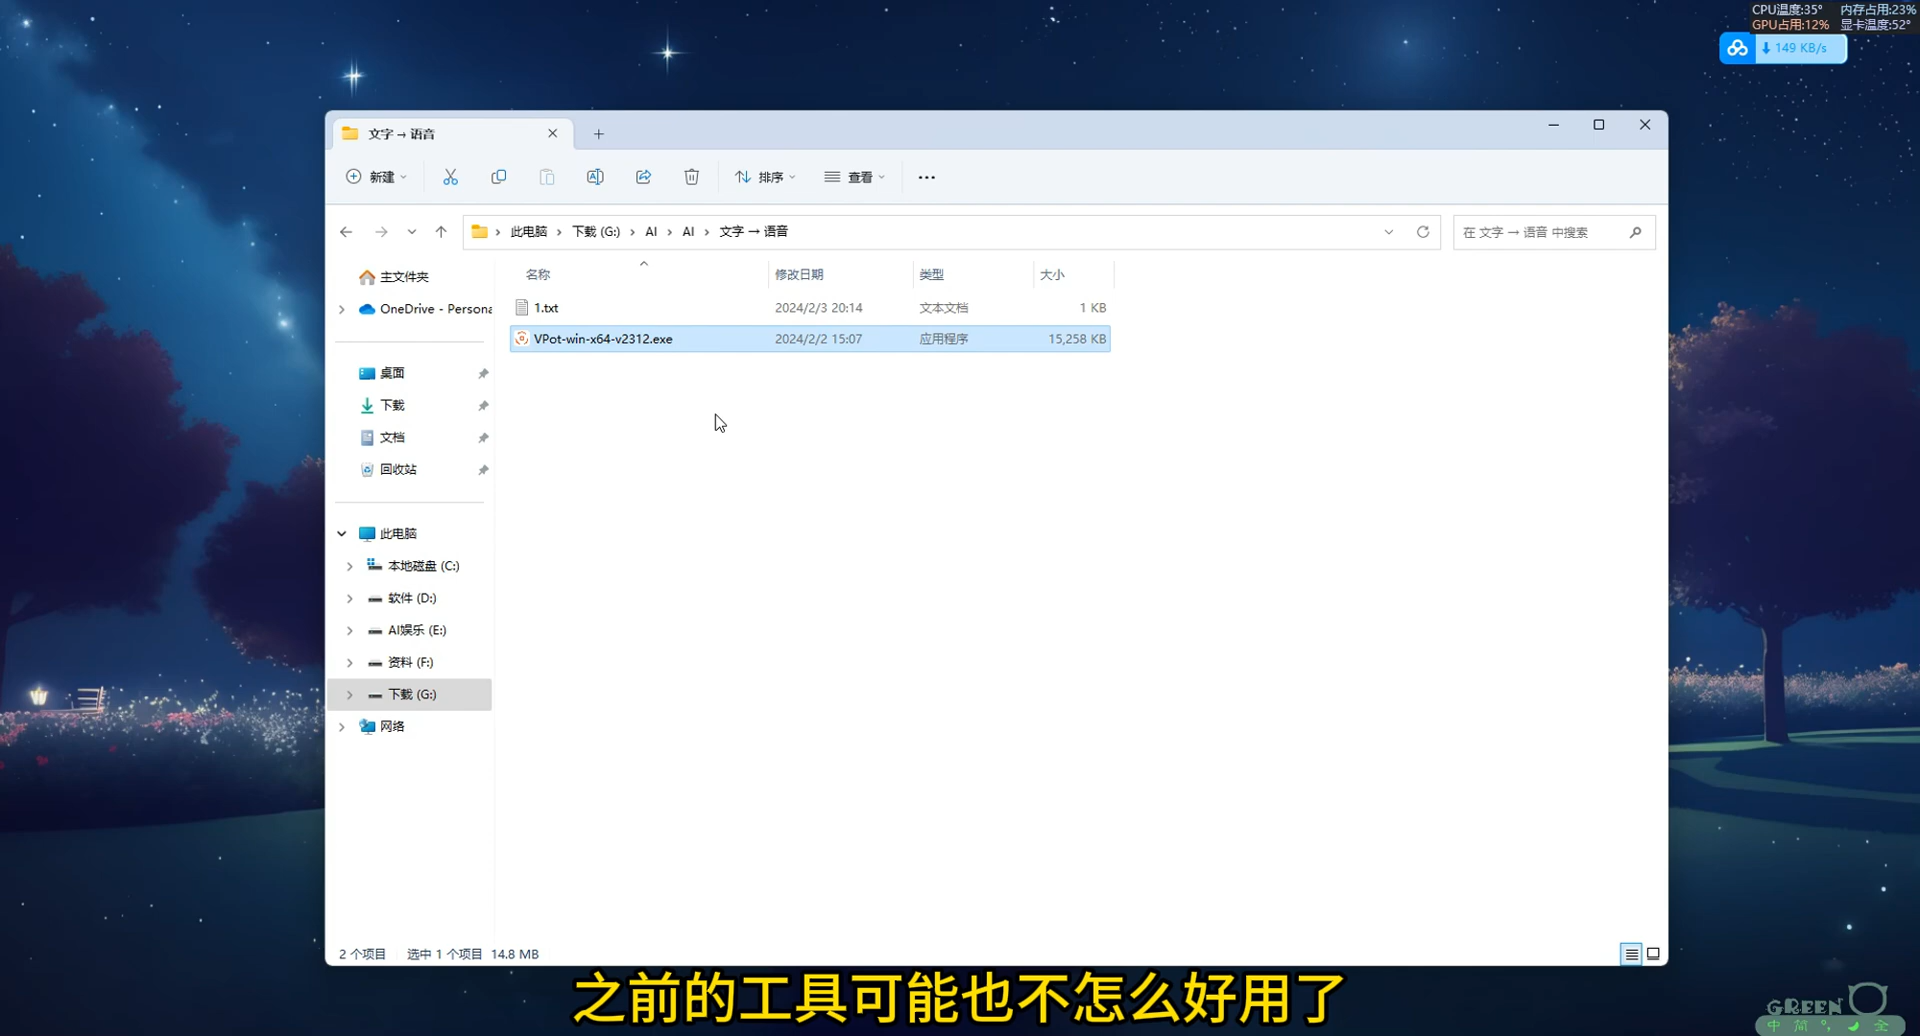 CPU温度:35° 内存占用:23%
GPU占用:12% 显卡温度:52°
149 KB/s
文字→语音
新建
排序
查看
此电脑 下载 (G:) AI AI 文字→语音
在 文字→语音 中搜索
名称 修改日期 类型 大小
主文件夹
1.txt 2024/2/3 20:14 文本文档 1 KB
OneDrive - Persona
VPot-win-x64-v2312.exe 2024/2/2 15:07 应用程序 15,258 KB
桌面
下载
文档
回收站
此电脑
本地磁盘 (C:)
软件 (D:)
AI娱乐 (E:)
资料 (F:)
下载 (G:)
网络
2 个项目 选中 1 个项目 14.8 MB
之前的工具可能也不怎么好用了
GREEN
中 简 °, 全